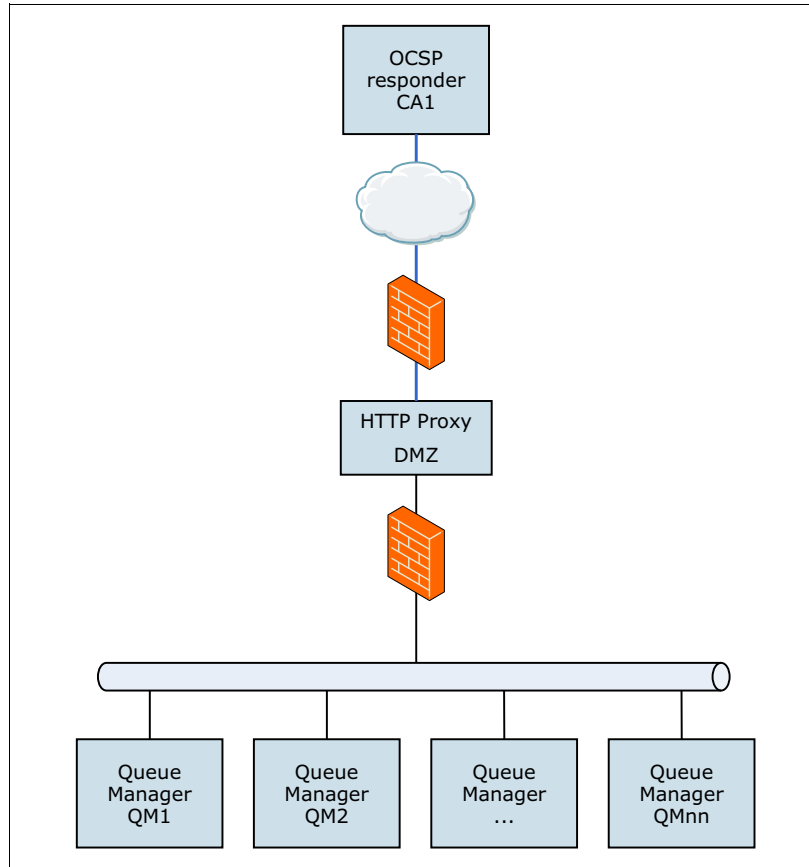 OCSP
responder
CA1
HTTP Proxy
DMZ
Queue
Manager
QM1
Queue
Manager
QM2
Queue
Manager
...
Queue
Manager
QMnn